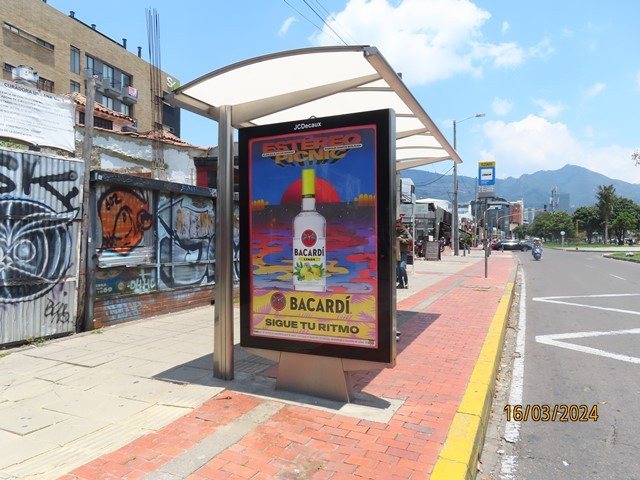 JCDecaux
ESTEREO
PICNIC
BACARDÍ
BACARDÍ
SIGUE TU RITMO
16/03/2024